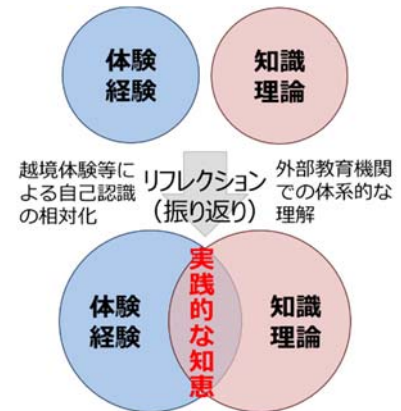 体験
経験
知識
理論
越境体験等に
よる自己認識
の相対化
リフレクション
(振り返り)
外部教育機関
での体系的な
理解
体験
経験
実践的な知恵
知識
理論